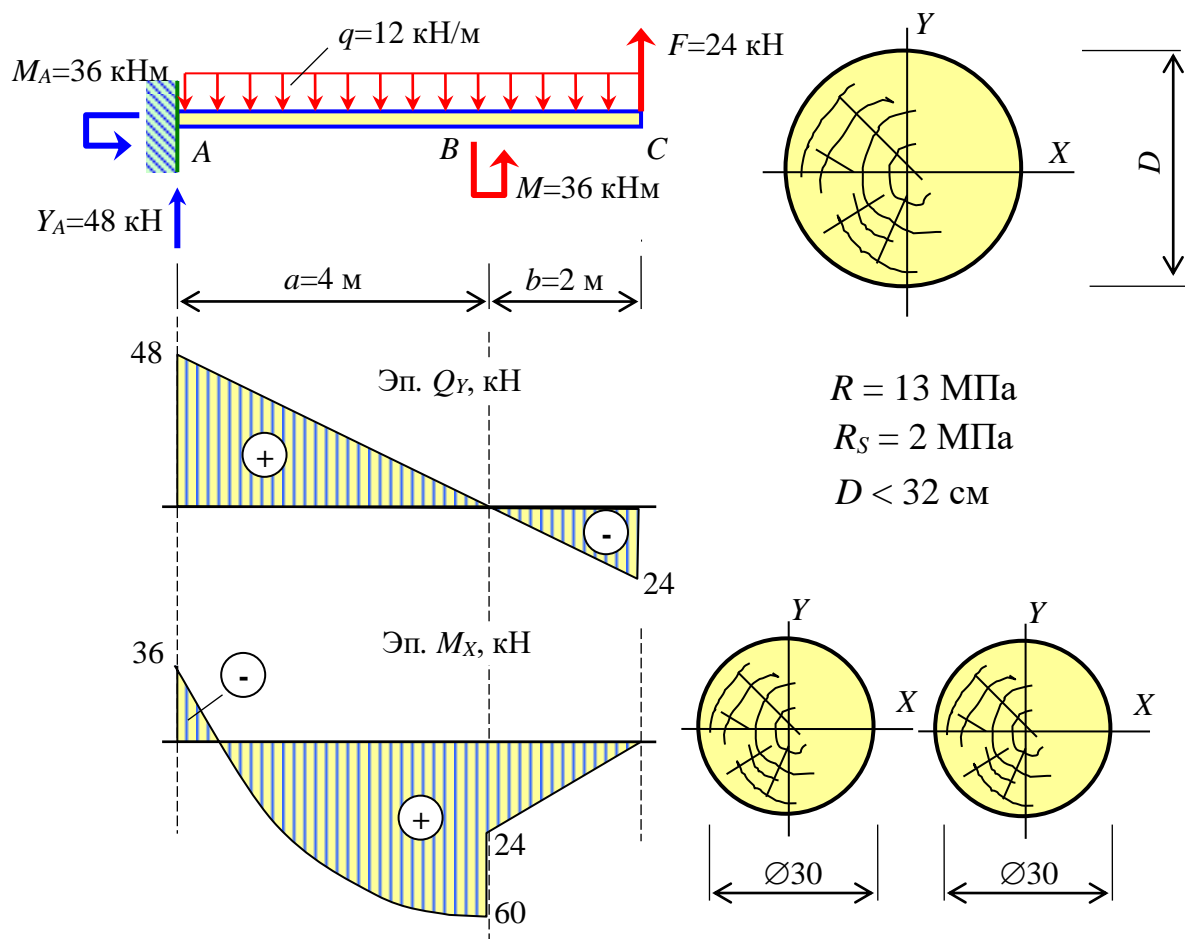 Y
q=12 кН/м
F=24 кН
M_A=36 кНм
A
B
C
X
D
M=36 кНм
Y_A=48 кН
a=4 м
b=2 м
48
Эп. Q_Y, кН
+
-
24
R = 13 МПа
R_S = 2 МПа
D < 32 см
36
Эп. M_X, кН
-
+
24
60
Y
X
Y
X
∅30
∅30